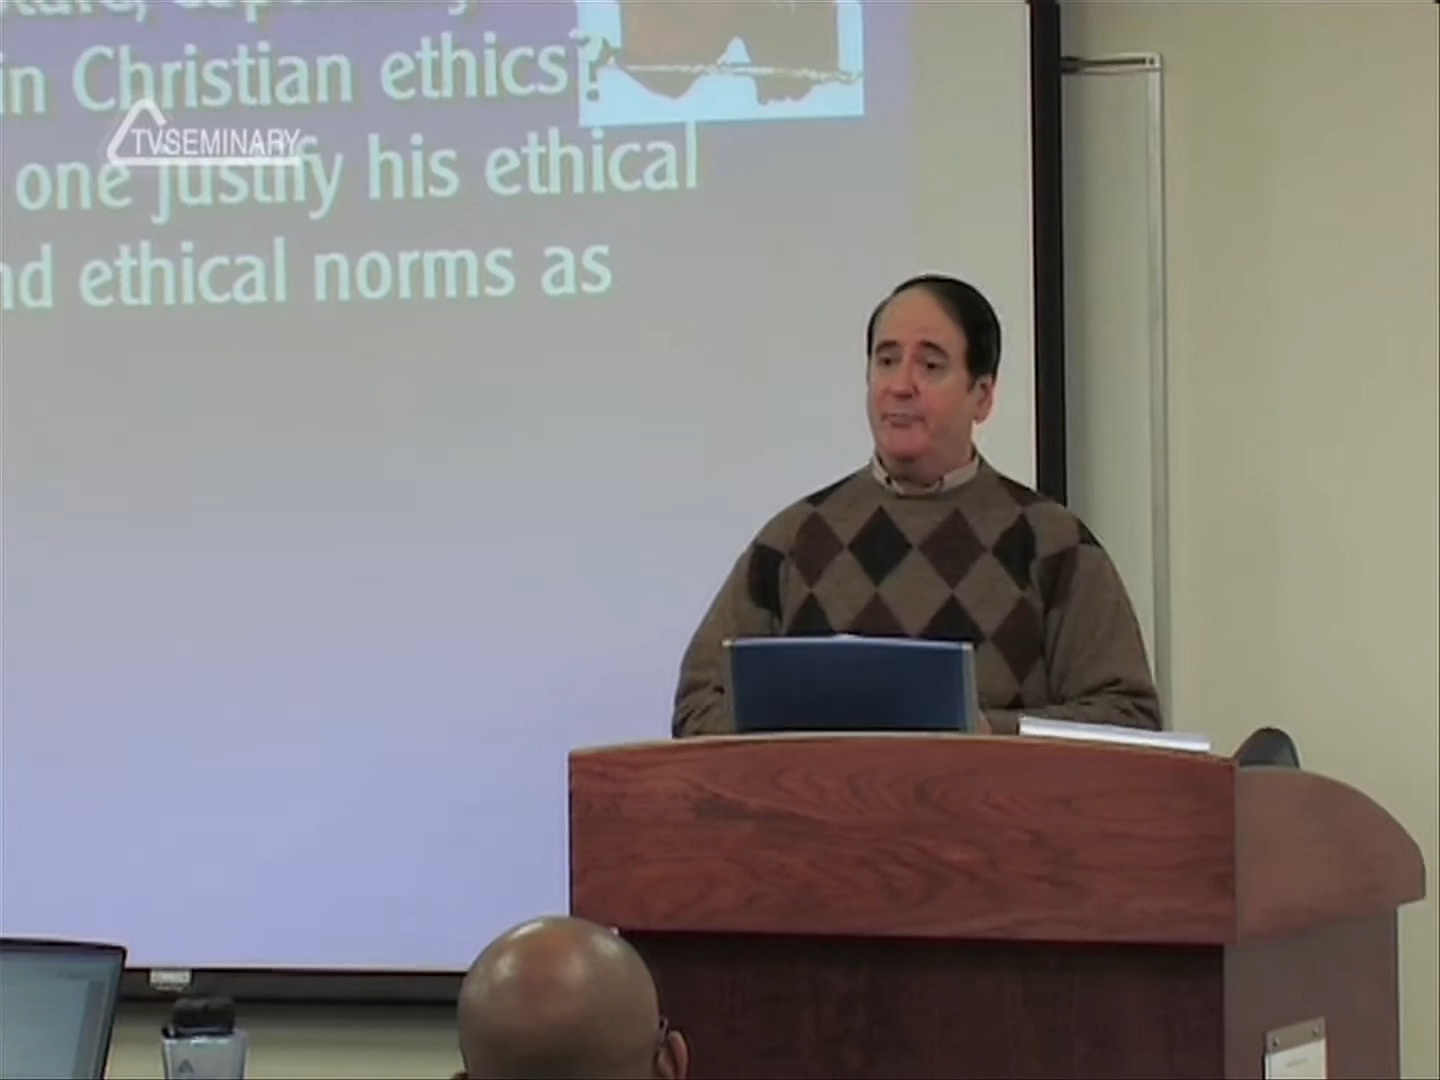 in Christian ethics?
TVSEMINARY
one justify his ethical
nd ethical norms as